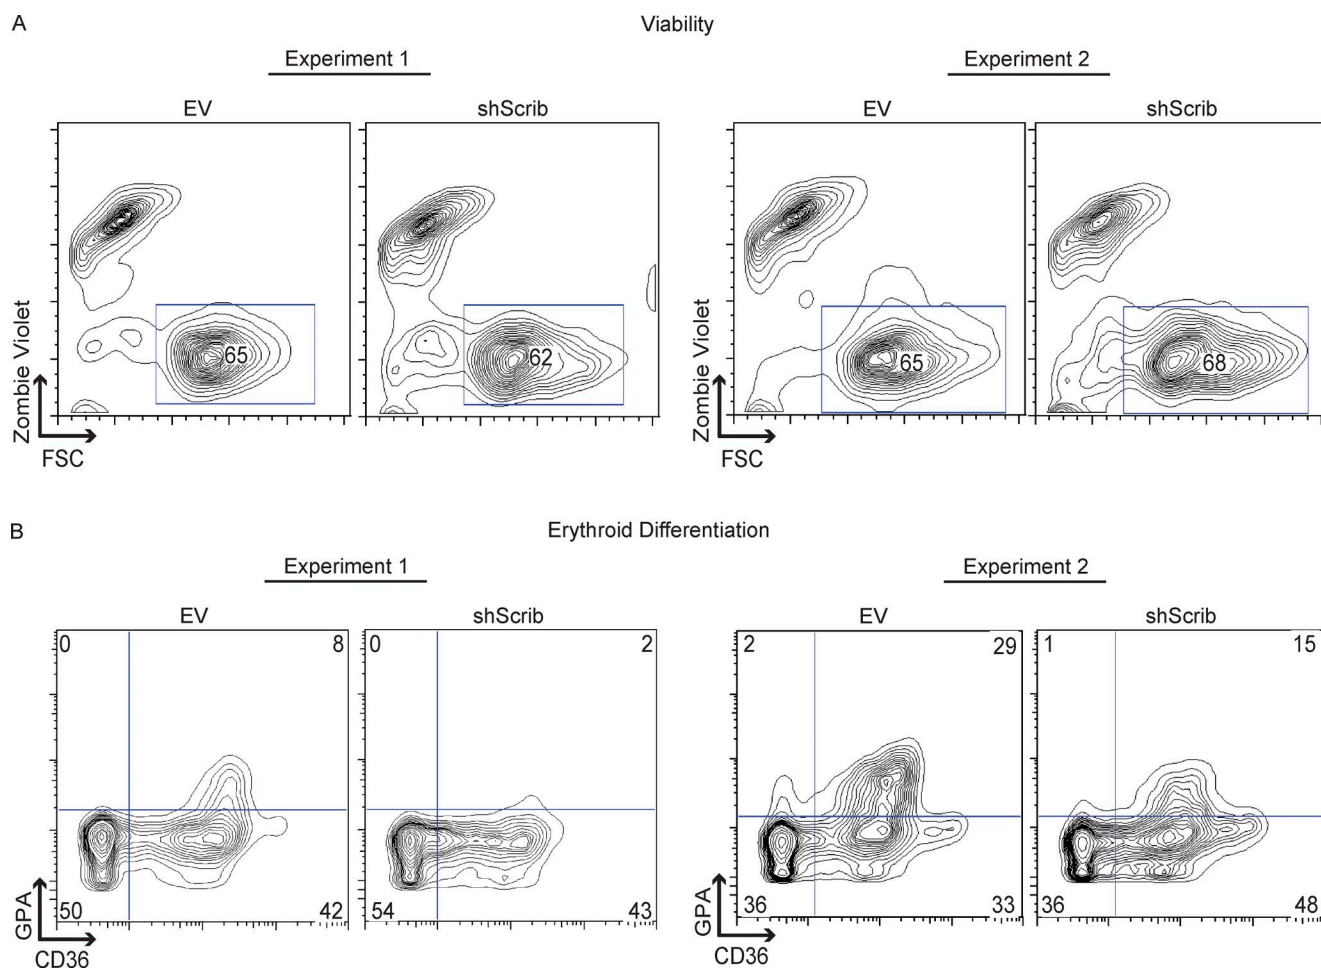 A
Viability
Experiment 1
Experiment 2
EV
shScrib
EV
shScrib
65
62
65
68
Zombie Violet
FSC
Zombie Violet
FSC
B
Erythroid Differentiation
Experiment 1
Experiment 2
EV
shScrib
EV
shScrib
0
8
0
2
2
29
1
15
50
42
54
43
36
33
36
48
GPA
CD36
GPA
CD36